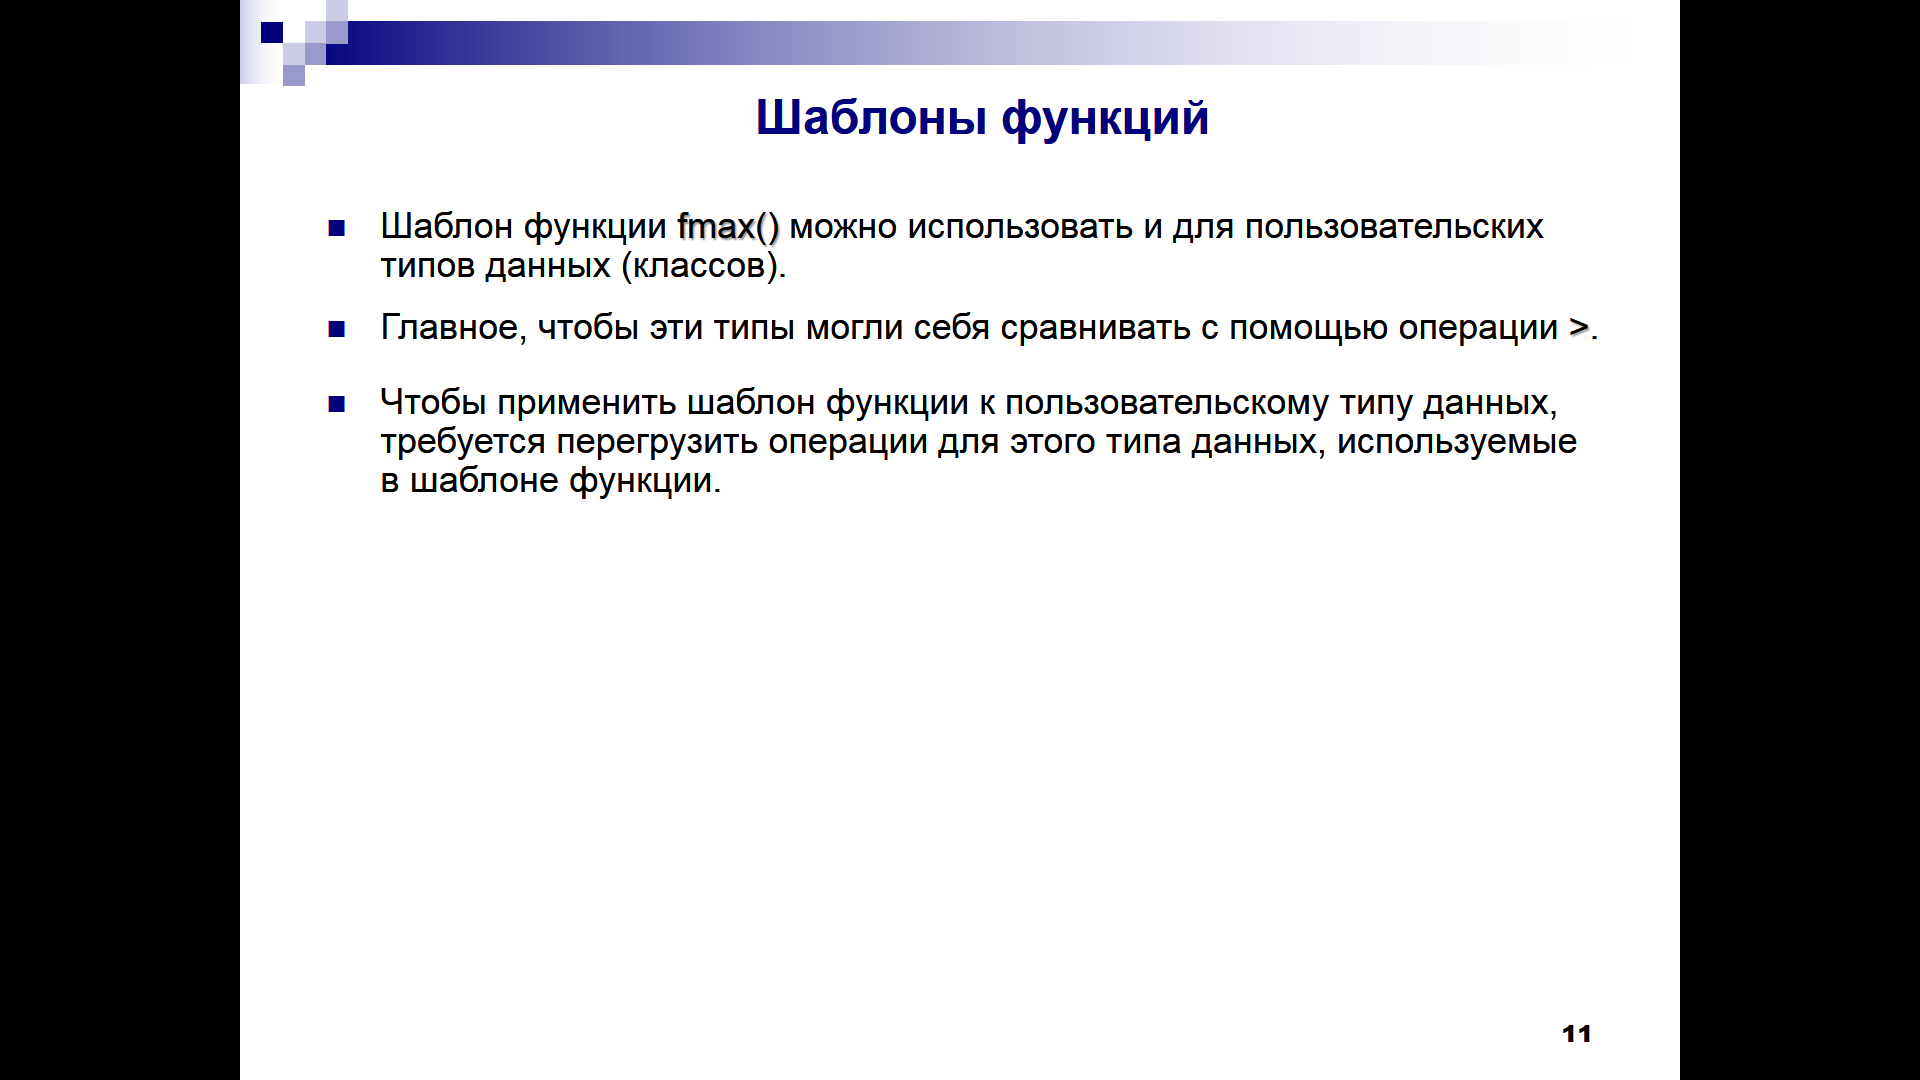 Шаблоны функций
Шаблон функции fmax() можно использовать и для пользовательских
типов данных (классов).
Главное, чтобы эти типы могли себя сравнивать с помощью операции >.
Чтобы применить шаблон функции к пользовательскому типу данных,
требуется перегрузить операции для этого типа данных, используемые
в шаблоне функции.
11